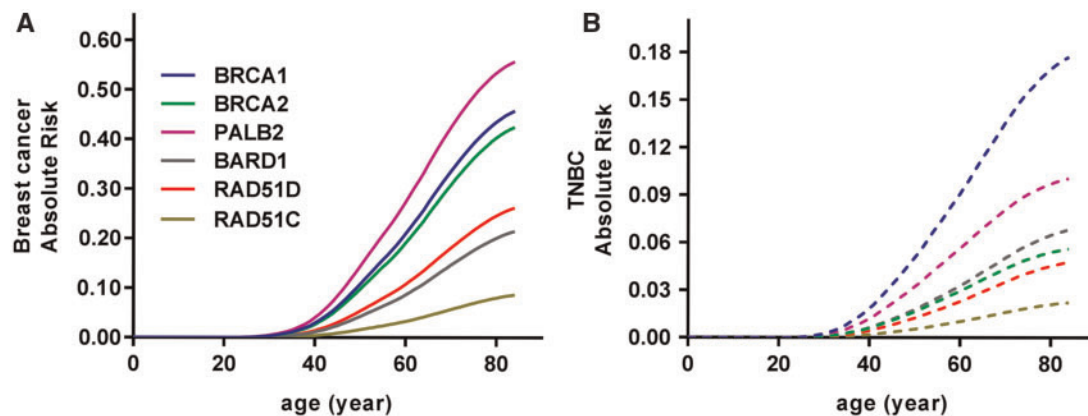 A
Breast cancer
Absolute Risk
0.60
0.50
0.40
0.30
0.20
0.10
0.00
BRCA1
BRCA2
PALB2
BARD1
RAD51D
RAD51C
0 20 40 60 80
age (year)
B
TNBC
Absolute Risk
0.18
0.15
0.12
0.09
0.06
0.03
0.00
0 20 40 60 80
age (year)